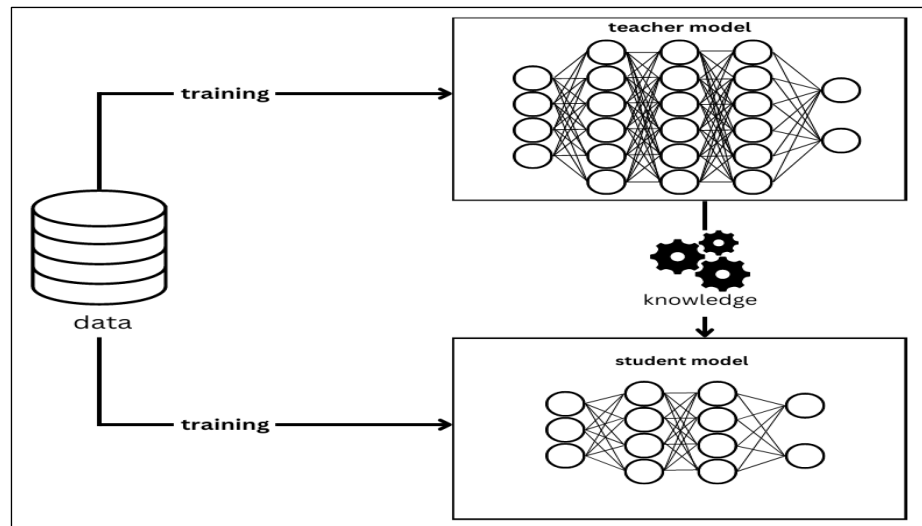 teacher model
training
data
knowledge
student model
training